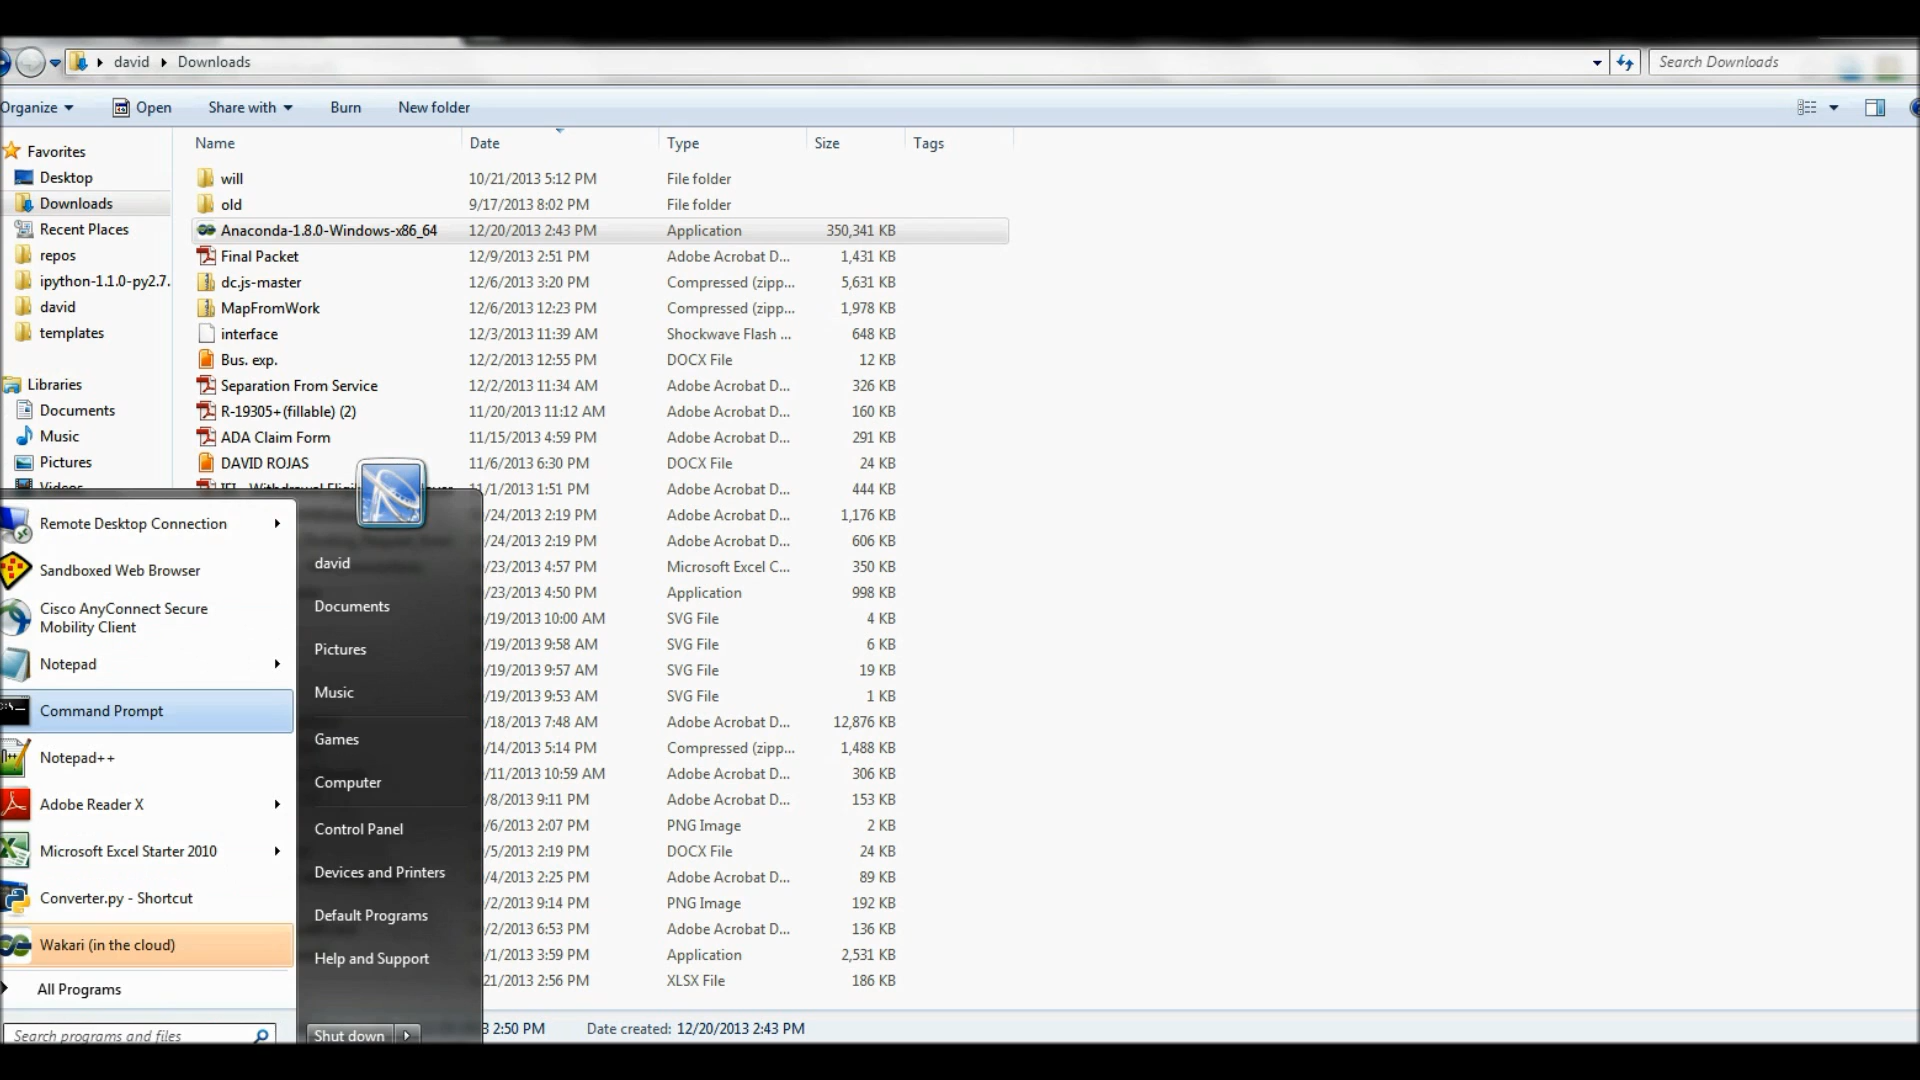 david Downloads
Search Downloads
Organize Open Share with Burn New folder
Name Date Type Size Tags
Favorites
Desktop
Downloads
Recent Places
repos
ipython-1.1.0-py2.7.
david
templates
Libraries
Documents
Music
Pictures
Videos
will 10/21/2013 5:12 PM File folder
old 9/17/2013 8:02 PM File folder
Anaconda-1.8.0-Windows-x86_64 12/20/2013 2:43 PM Application 350,341 KB
Final Packet 12/9/2013 2:51 PM Adobe Acrobat D... 1,431 KB
dc.js-master 12/6/2013 3:20 PM Compressed (zipp... 5,631 KB
MapFromWork 12/6/2013 12:23 PM Compressed (zipp... 1,978 KB
interface 12/3/2013 11:39 AM Shockwave Flash ... 648 KB
Bus. exp. 12/2/2013 12:55 PM DOCX File 12 KB
Separation From Service 12/2/2013 11:34 AM Adobe Acrobat D... 326 KB
R-19305+(fillable) (2) 11/20/2013 11:12 AM Adobe Acrobat D... 160 KB
ADA Claim Form 11/15/2013 4:59 PM Adobe Acrobat D... 291 KB
DAVID ROJAS 11/6/2013 6:30 PM DOCX File 24 KB
11/1/2013 1:51 PM Adobe Acrobat D... 444 KB
/24/2013 2:19 PM Adobe Acrobat D... 1,176 KB
/24/2013 2:19 PM Adobe Acrobat D... 606 KB
/23/2013 4:57 PM Microsoft Excel C... 350 KB
/23/2013 4:50 PM Application 998 KB
/19/2013 10:00 AM SVG File 4 KB
/19/2013 9:58 AM SVG File 6 KB
/19/2013 9:57 AM SVG File 19 KB
/19/2013 9:53 AM SVG File 1 KB
/18/2013 7:48 AM Adobe Acrobat D... 12,876 KB
/14/2013 5:14 PM Compressed (zipp... 1,488 KB
/11/2013 10:59 AM Adobe Acrobat D... 306 KB
/8/2013 9:11 PM Adobe Acrobat D... 153 KB
/6/2013 2:07 PM PNG Image 2 KB
/5/2013 2:19 PM DOCX File 24 KB
/4/2013 2:25 PM Adobe Acrobat D... 89 KB
/2/2013 9:14 PM PNG Image 192 KB
/2/2013 6:53 PM Adobe Acrobat D... 136 KB
/1/2013 3:59 PM Application 2,531 KB
21/2013 2:56 PM XLSX File 186 KB
Remote Desktop Connection
Sandboxed Web Browser
Cisco AnyConnect Secure
Mobility Client
Notepad
Command Prompt
Notepad++
Adobe Reader X
Microsoft Excel Starter 2010
Converter.py - Shortcut
Wakari (in the cloud)
All Programs
Search programs and files
david
Documents
Pictures
Music
Games
Computer
Control Panel
Devices and Printers
Default Programs
Help and Support
Shut down
3 2:50 PM Date created: 12/20/2013 2:43 PM